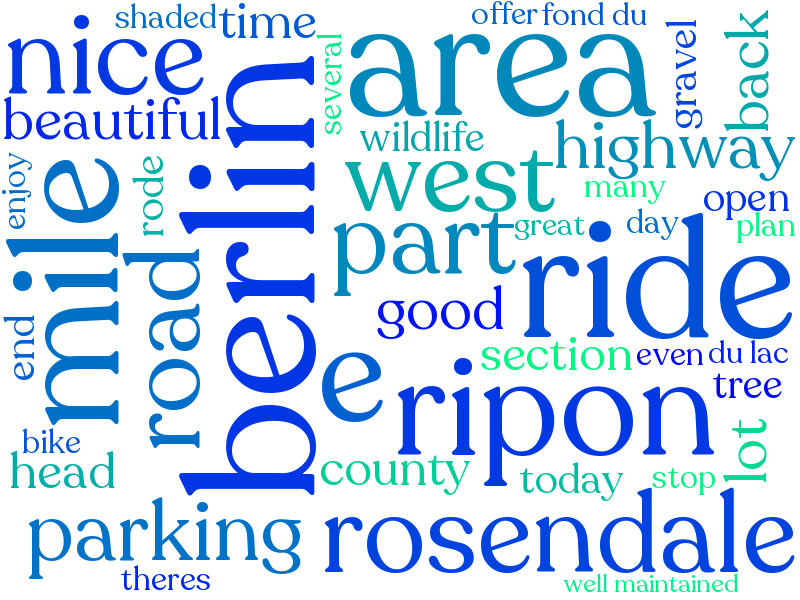 shaded
time
offer
fond du
nice
several
area
gravel
back
beautiful
wildlife
highway
berlin
west
many
open
enjoy
mile
rode
part
great
day
plan
road
ride
good
end
section
even
du lac
e
ripon
tree
bike
head
county
today
stop
lot
parking
rosendale
theres
well maintained